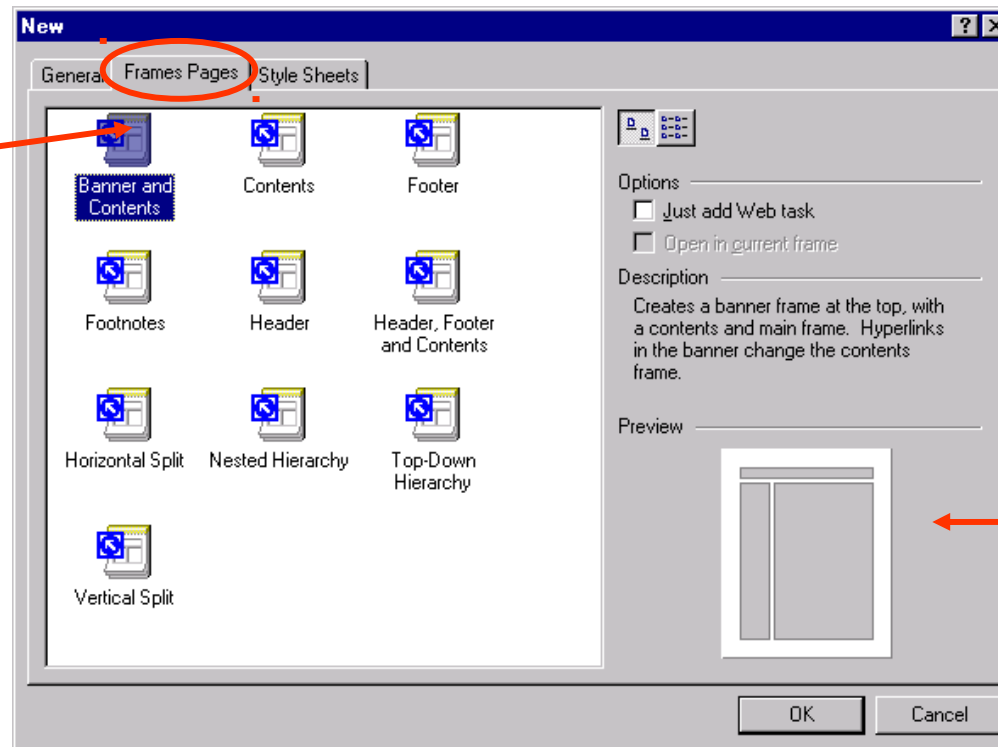 New
General Frames Pages Style Sheets
Banner and
Contents
Contents
Footer
Footnotes
Header
Header, Footer
and Contents
Horizontal Split
Nested Hierarchy
Top-Down
Hierarchy
Vertical Split
Options
Just add Web task
Open in current frame
Description
Creates a banner frame at the top, with
a contents and main frame. Hyperlinks
in the banner change the contents
frame.
Preview
OK
Cancel